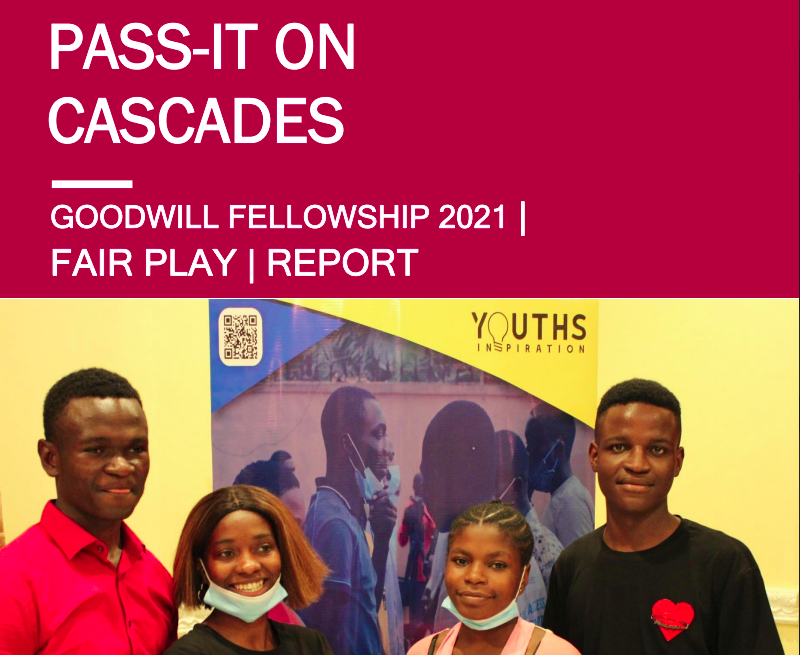 PASS-IT ON
CASCADES
GOODWILL FELLOWSHIP 2021 |
FAIR PLAY | REPORT
YOUTHS
INSPIRATION